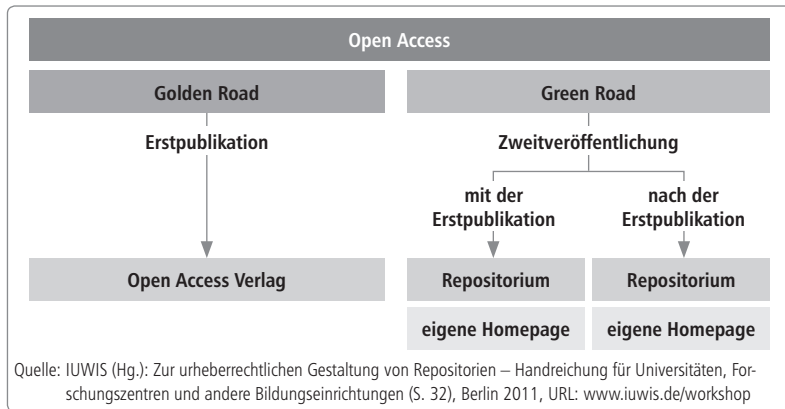 Open Access
Golden Road
Green Road
Erstpublikation
Zweitveröffentlichung
mit der
Erstpublikation
nach der
Erstpublikation
Open Access Verlag
Repositorium
Repositorium
eigene Homepage
eigene Homepage
Quelle: IUWIS (Hg.): Zur urheberrechtlichen Gestaltung von Repositorien – Handreichung für Universitäten, For-
schungszentren und andere Bildungseinrichtungen (S. 32), Berlin 2011, URL: www.iuwis.de/workshop